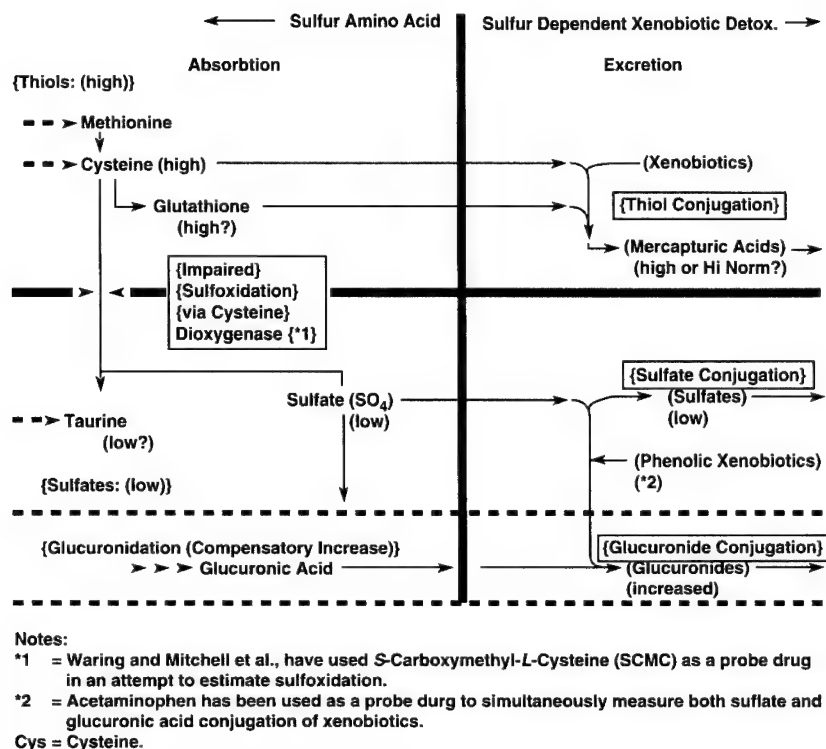 Sulfur Amino Acid
Sulfur Dependent Xenobiotic Detox.
Absorbtion
Excretion
{Thiols: (high)}
Methionine
Cysteine (high)
(Xenobiotics)
Glutathione
(high?)
{Thiol Conjugation}
(Mercapturic Acids)
(high or Hi Norm?)
{Impaired}
{Sulfoxidation}
{via Cysteine}
Dioxygenase {*1}
{Sulfate Conjugation}
Sulfate (SO₄)
(low)
(Sulfates)
(low)
Taurine
(low?)
(Phenolic Xenobiotics)
(*2)
{Sulfates: (low)}
{Glucuronidation (Compensatory Increase)}
Glucuronic Acid
{Glucuronide Conjugation}
(Glucuronides)
(increased)
Notes:
*1 = Waring and Mitchell et al., have used S-Carboxymethyl-L-Cysteine (SCMC) as a probe drug
in an attempt to estimate sulfoxidation.
*2 = Acetaminophen has been used as a probe durg to simultaneously measure both suflate and
glucuronic acid conjugation of xenobiotics.
Cys = Cysteine.